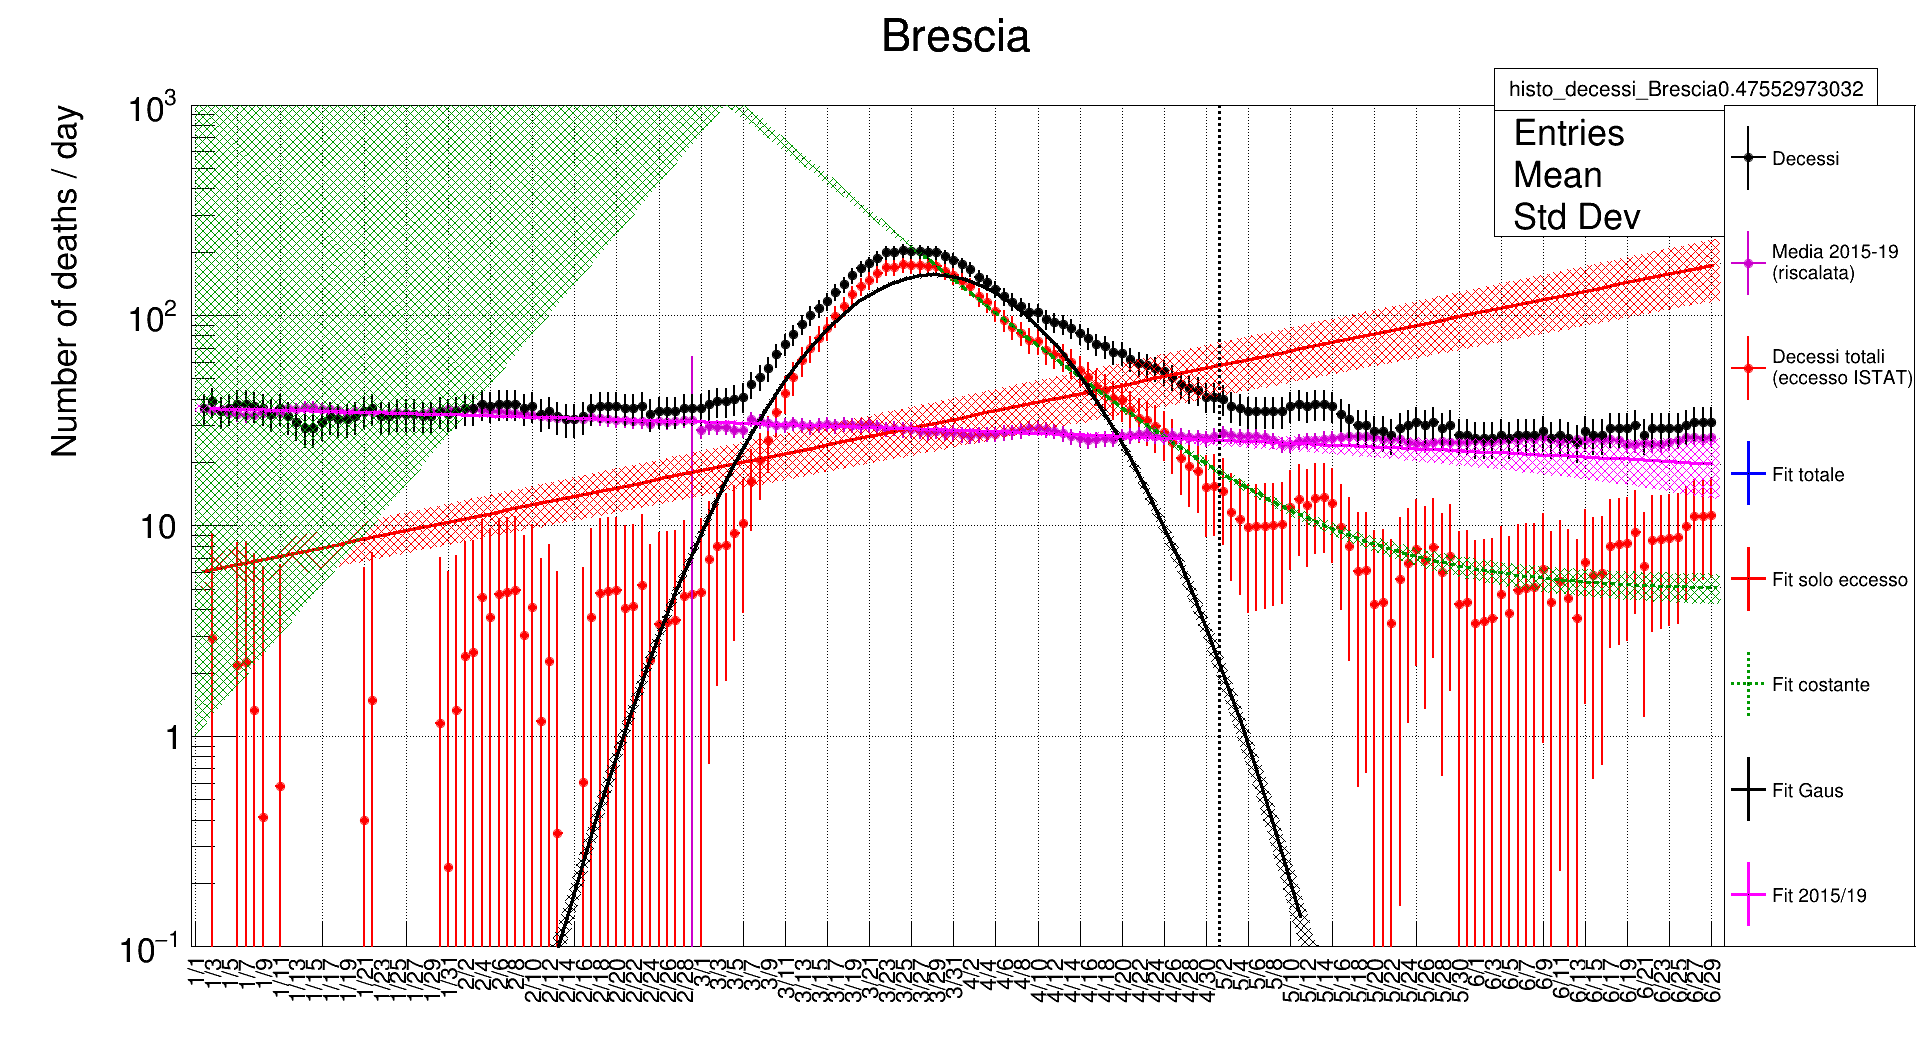 Brescia
histo_decessi_Brescia0.47552973032
Entries
Mean
Std Dev
Number of deaths / day
10³
10²
10
1
10⁻¹
1/1 1/3 1/5 1/7 1/9 1/11 1/13 1/15 1/17 1/19 1/21 1/23 1/25 1/27 1/29 1/31 2/2 2/4 2/6 2/8 2/10 2/12 2/14 2/16 2/18 2/20 2/22 2/24 2/26 2/28 3/1 3/3 3/5 3/7 3/9 3/11 3/13 3/15 3/17 3/19 3/21 3/23 3/25 3/27 3/29 3/31 4/2 4/4 4/6 4/8 4/10 4/12 4/14 4/16 4/18 4/20 4/22 4/24 4/26 4/28 4/30 5/2 5/4 5/6 5/8 5/10 5/12 5/14 5/16 5/18 5/20 5/22 5/24 5/26 5/28 5/30 6/1 6/3 6/5 6/7 6/9 6/11 6/13 6/15 6/17 6/19 6/21 6/23 6/25 6/27 6/29
Decessi
Media 2015-19
(riscalata)
Decessi totali
(eccesso ISTAT)
Fit totale
Fit solo eccesso
Fit costante
Fit Gaus
Fit 2015/19